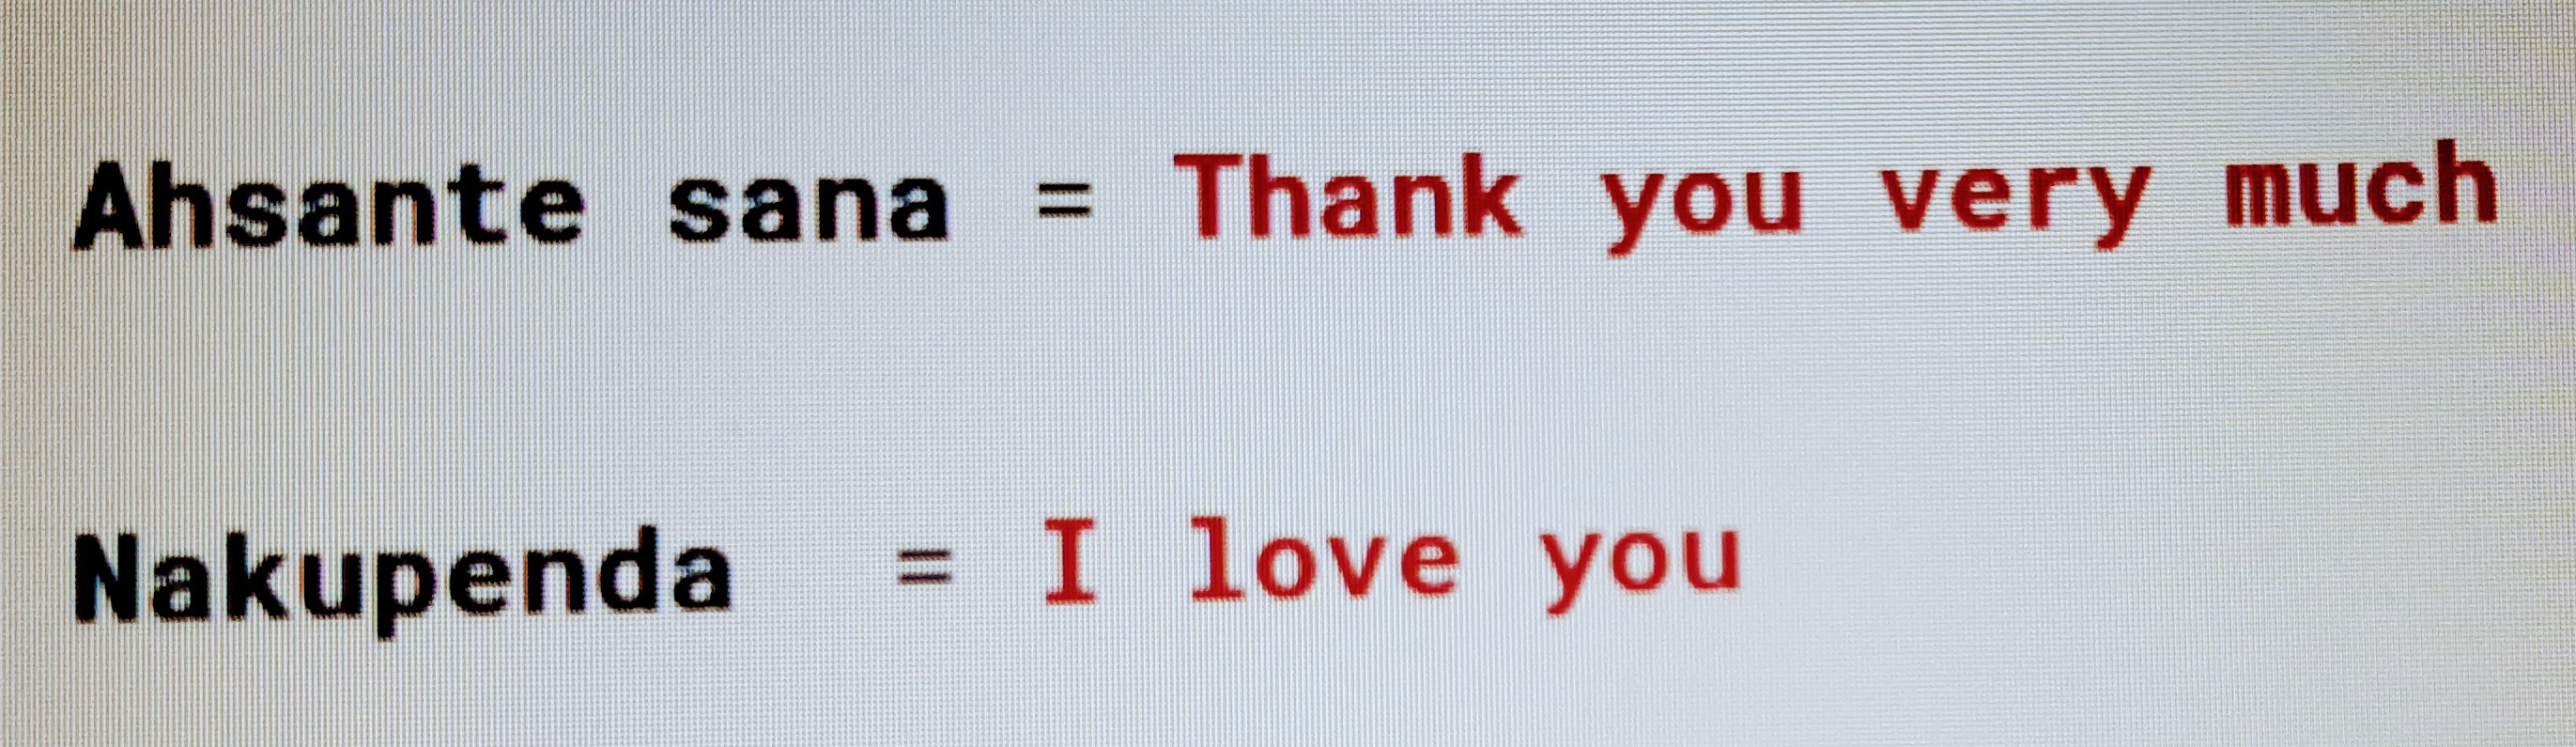 Ahsante sana = Thank you very much
Nakupenda = I love you